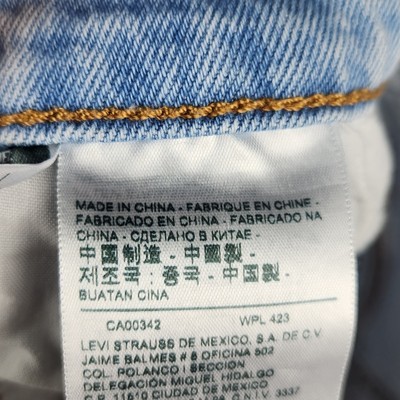 MADE IN CHINA - FABRIQUE EN CHINE -
FABRICADO EN CHINA - FABRICADO NA
CHINA - СДЕЛАНО В КИТАЕ -
中国制造 - 中國製 -
제조국 : 중국 - 中国製 -
BUATAN CINA
CA00342 WPL 423
LEVI STRAUSS DE MEXICO, S.A. DE C.V.
JAIME BALMES # 8 OFICINA 502
COL. POLANCO I SECCION
DELEGACIÓN MIGUEL HIDALGO
C.P. 11510 CIUDAD DE MEXICO
3337